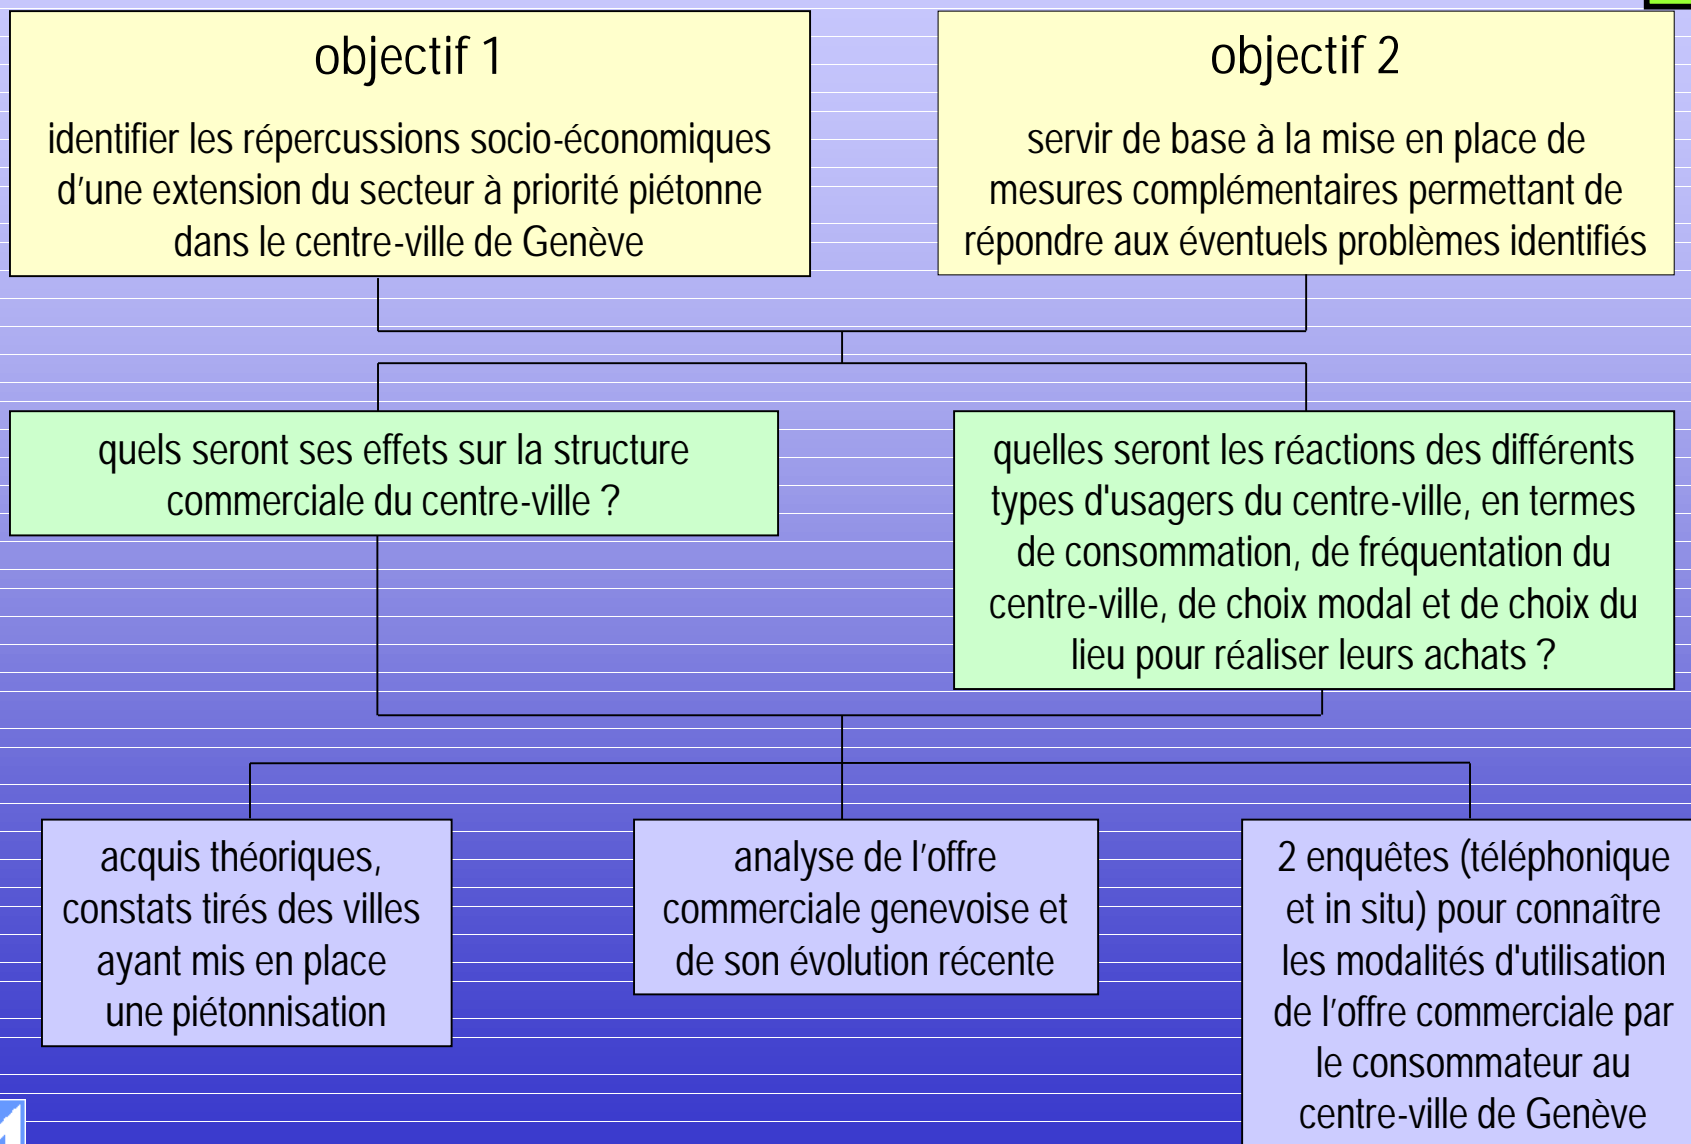 objectif 1
identifier les répercussions socio-économiques
d’une extension du secteur à priorité piétonne
dans le centre-ville de Genève
objectif 2
servir de base à la mise en place de
mesures complémentaires permettant de
répondre aux éventuels problèmes identifiés
quels seront ses effets sur la structure
commerciale du centre-ville ?
quelles seront les réactions des différents
types d'usagers du centre-ville, en termes
de consommation, de fréquentation du
centre-ville, de choix modal et de choix du
lieu pour réaliser leurs achats ?
acquis théoriques,
constats tirés des villes
ayant mis en place
une piétonnisation
analyse de l’offre
commerciale genevoise et
de son évolution récente
2 enquêtes (téléphonique
et in situ) pour connaître
les modalités d'utilisation
de l’offre commerciale par
le consommateur au
centre-ville de Genève